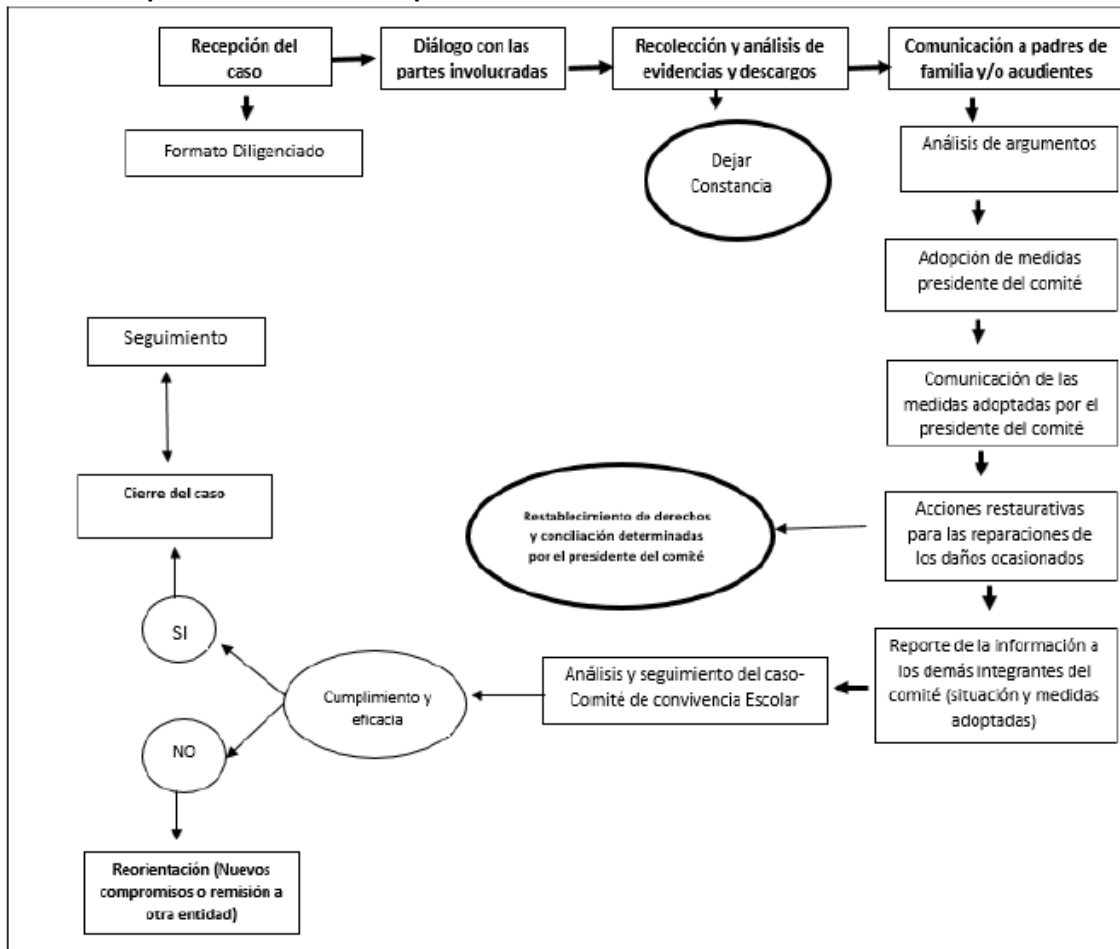 Recepción del
caso
Diálogo con las
partes involucradas
Recolección y análisis de
evidencias y descargos
Comunicación a padres de
familia y/o acudientes
Formato Diligenciado
Dejar
Constancia
Análisis de argumentos
Adopción de medidas
presidente del comité
Comunicación de las
medidas adoptadas por el
presidente del comité
Acciones restaurativas
para las reparaciones de
los daños ocasionados
Restablecimiento de derechos
y conciliación determinadas
por el presidente del comité
Reporte de la información a
los demás integrantes del
comité (situación y medidas
adoptadas)
Análisis y seguimiento del caso-
Comité de convivencia Escolar
Cumplimiento y
eficacia
SI
Cierre del caso
Seguimiento
NO
Reorientación (Nuevos
compromisos o remisión a
otra entidad)